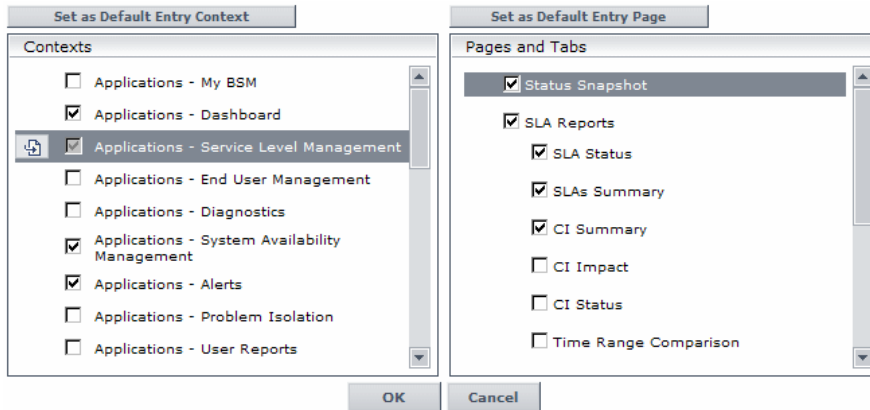 Set as Default Entry Context
Set as Default Entry Page
Contexts
Applications - My BSM
Applications - Dashboard
Applications - Service Level Management
Applications - End User Management
Applications - Diagnostics
Applications - System Availability
Management
Applications - Alerts
Applications - Problem Isolation
Applications - User Reports
Pages and Tabs
Status Snapshot
SLA Reports
SLA Status
SLAs Summary
CI Summary
CI Impact
CI Status
Time Range Comparison
OK
Cancel